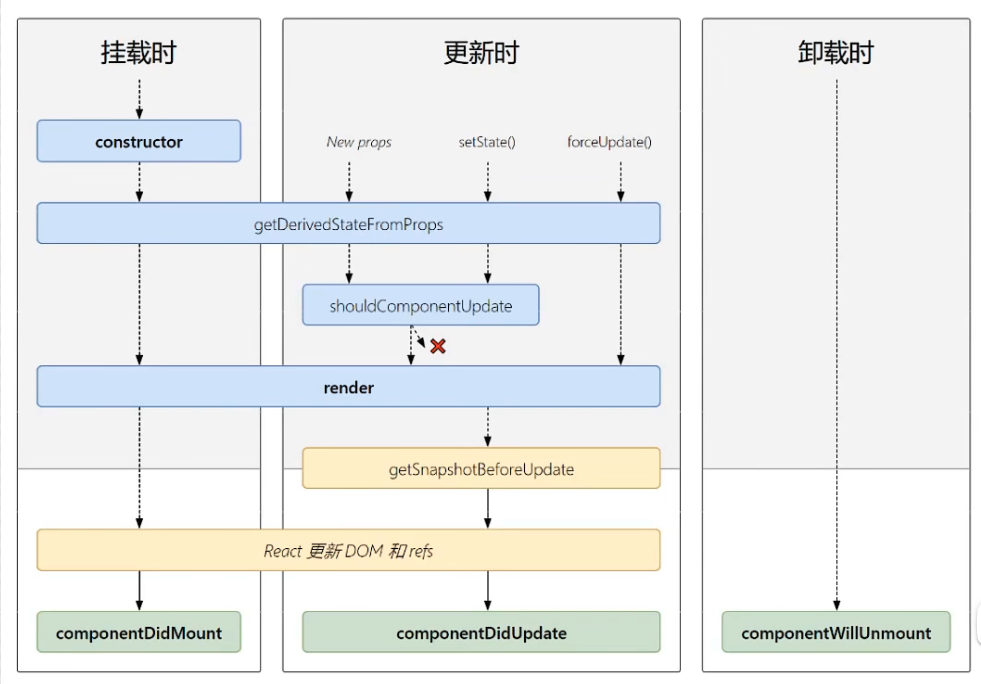 挂载时
更新时
卸载时
constructor
New props
setState()
forceUpdate()
getDerivedStateFromProps
shouldComponentUpdate
render
getSnapshotBeforeUpdate
React 更新 DOM 和 refs
componentDidMount
componentDidUpdate
componentWillUnmount